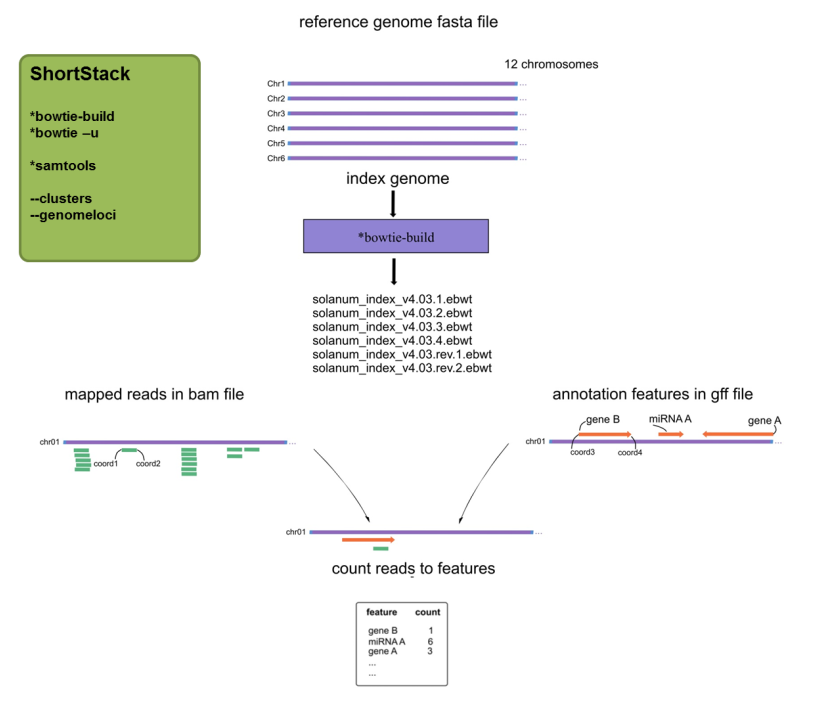 reference genome fasta file
ShortStack
*bowtie-build
*bowtie –u
*samtools
--clusters
--genomeloci
12 chromosomes
Chr1 ...
Chr2 ...
Chr3 ...
Chr4 ...
Chr5 ...
Chr6 ...
index genome
*bowtie-build
solanum_index_v4.03.1.ebwt
solanum_index_v4.03.2.ebwt
solanum_index_v4.03.3.ebwt
solanum_index_v4.03.4.ebwt
solanum_index_v4.03.rev.1.ebwt
solanum_index_v4.03.rev.2.ebwt
mapped reads in bam file
chr01 ...
coord1 coord2
annotation features in gff file
gene B miRNA A gene A
chr01 ...
coord3 coord4
chr01 ...
count reads to features
feature count
gene B 1
miRNA A 6
gene A 3
...
...